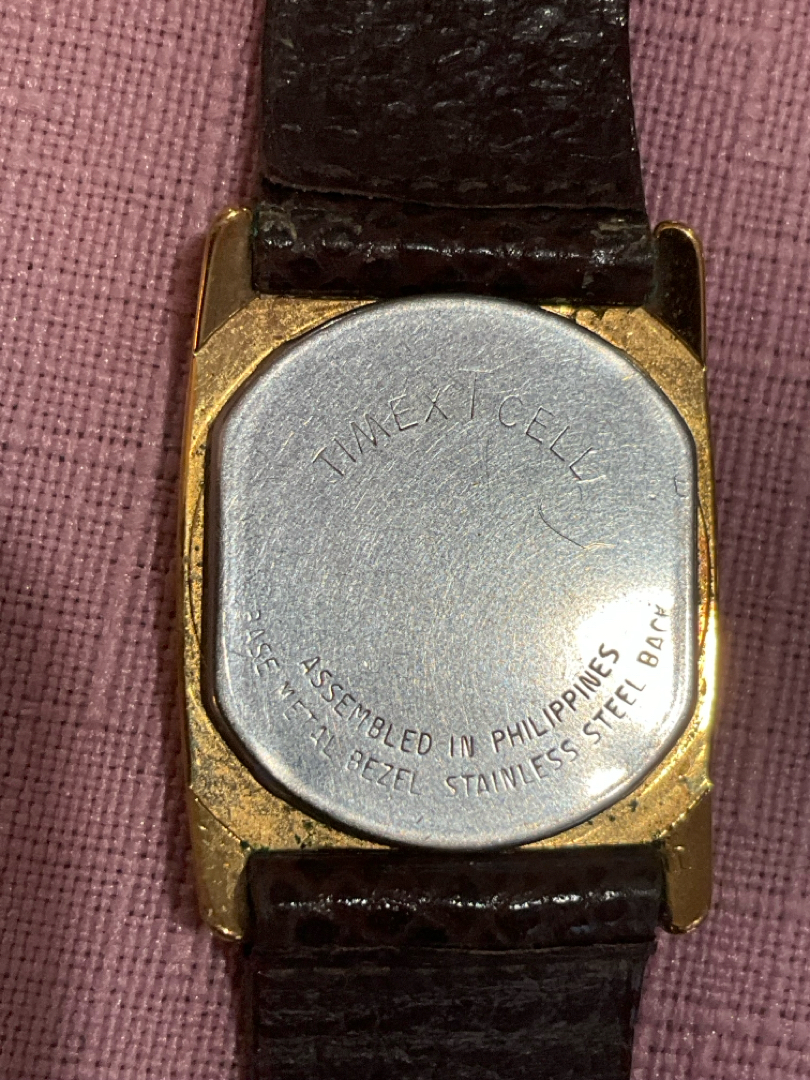 TIMEX I CELL
ASSEMBLED IN PHILIPPINES
BASE METAL BEZEL STAINLESS STEEL BACK